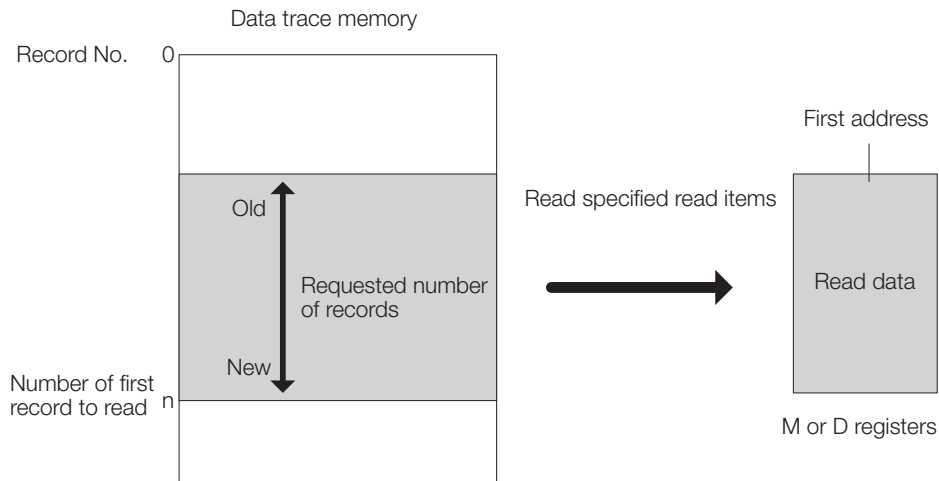 Data trace memory
Record No.
0
First address
Old
Read specified read items
Requested number
of records
Read data
New
Number of first
record to read
n
M or D registers